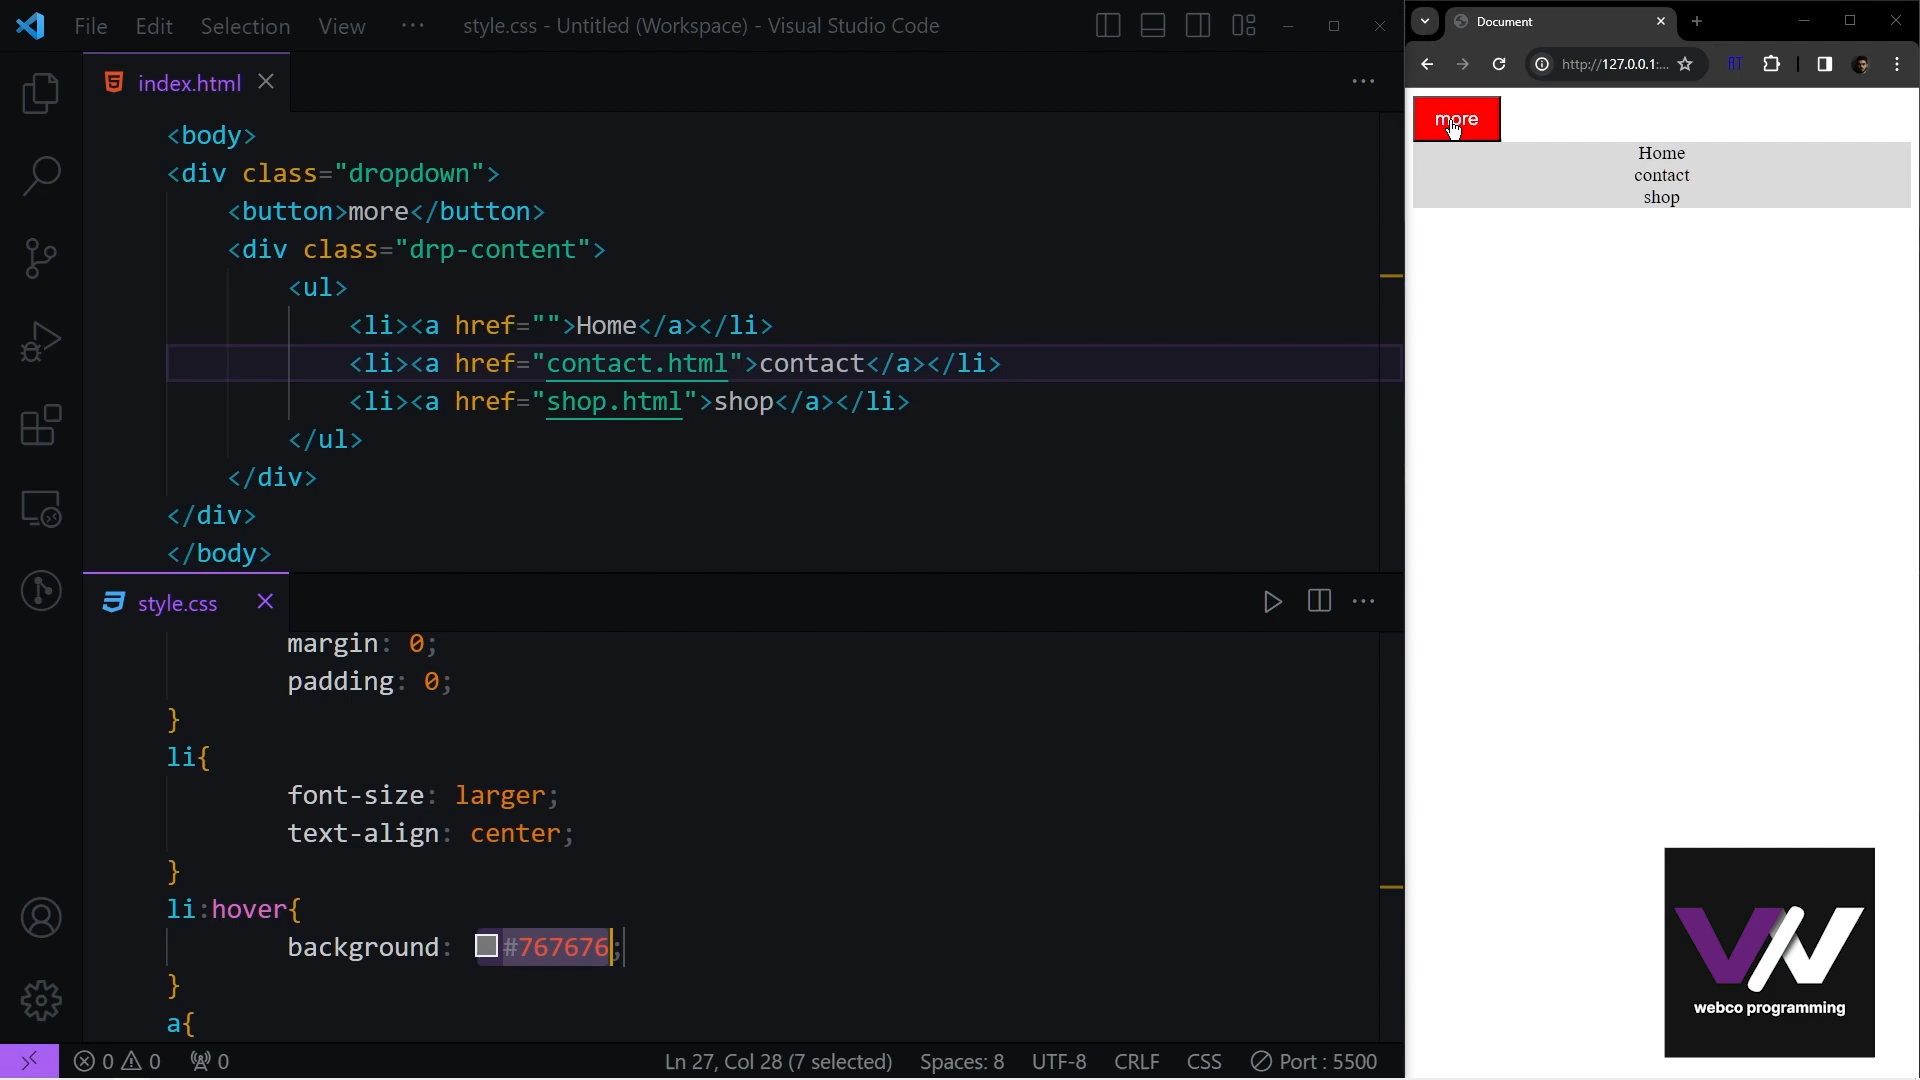 File Edit Selection View ··· style.css - Untitled (Workspace) - Visual Studio Code
index.html
<body>
<div class="dropdown">
<button>more</button>
<div class="drp-content">
<ul>
<li><a href="">Home</a></li>
<li><a href="contact.html">contact</a></li>
<li><a href="shop.html">shop</a></li>
</ul>
</div>
</div>
</body>
style.css
margin: 0;
padding: 0;
}
li{
font-size: larger;
text-align: center;
}
li:hover{
background: #767676;
}
a{
0 0 0 Ln 27, Col 28 (7 selected) Spaces: 8 UTF-8 CRLF CSS Port : 5500
Document
http://127.0.0.1:...
more
Home
contact
shop
webco programming